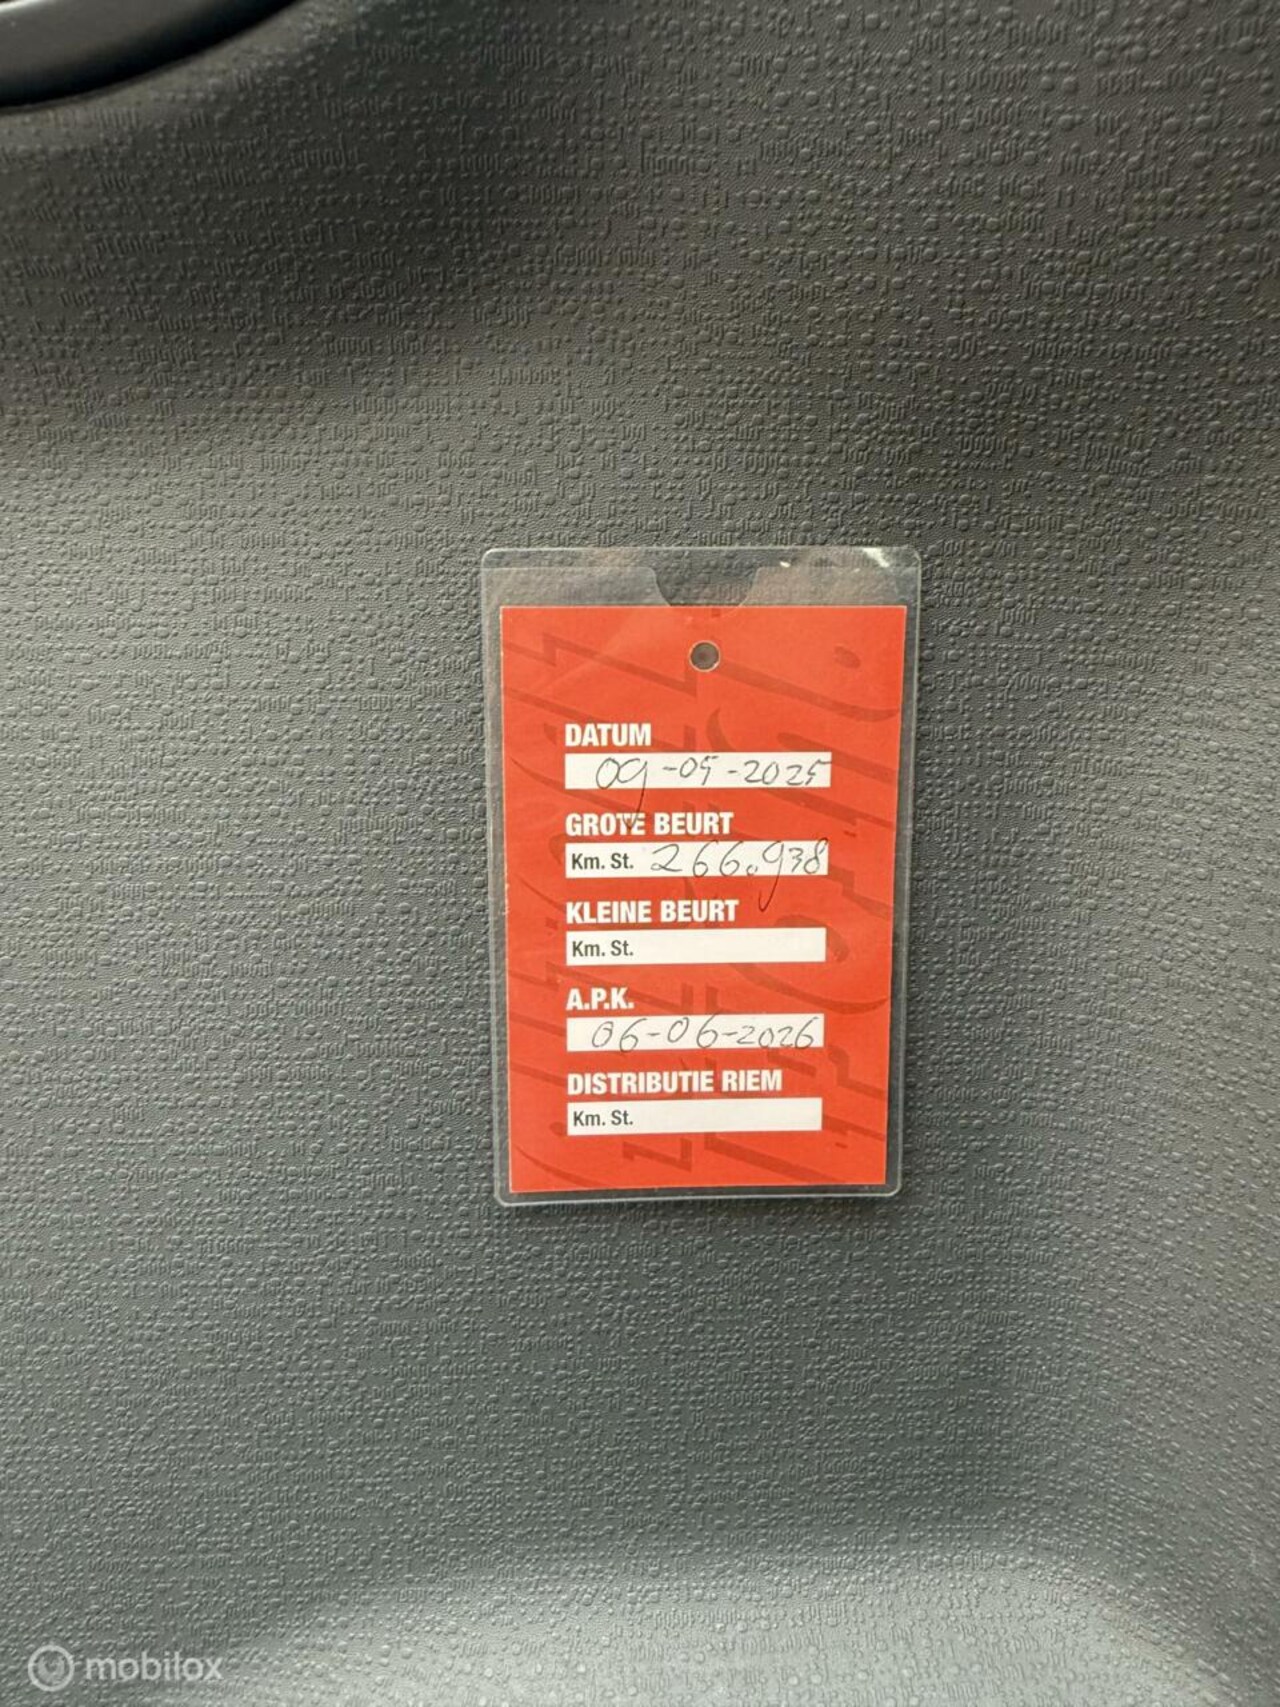 DATUM
09-05-2025
GROTE BEURT
Km. St. 266.938
KLEINE BEURT
Km. St.
A.P.K.
06-06-2026
DISTRIBUTIE RIEM
Km. St.
mobilox